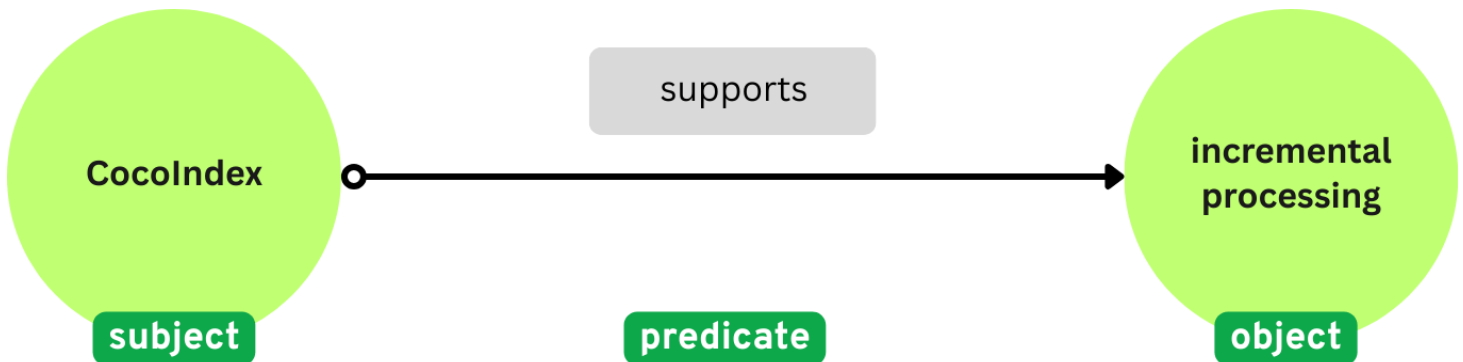 supports
CocoIndex
incremental
processing
subject
predicate
object